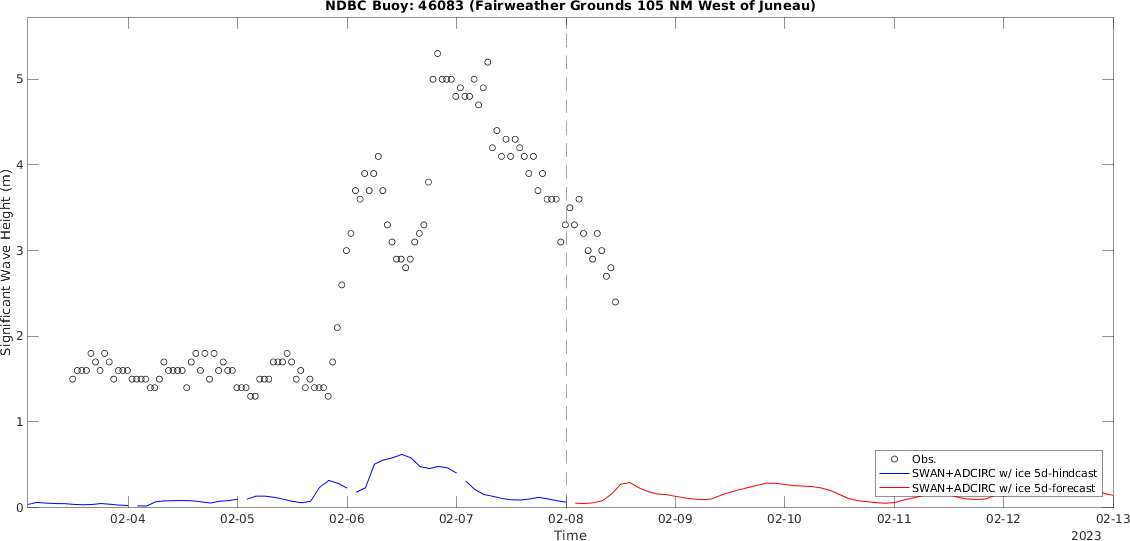 NDBC Buoy: 46083 (Fairweather Grounds 105 NM West of Juneau)
Significant Wave Height (m)
5
4
3
2
1
0
Obs.
SWAN+ADCIRC w/ ice 5d-hindcast
SWAN+ADCIRC w/ ice 5d-forecast
02-04 02-05 02-06 02-07 02-08 02-09 02-10 02-11 02-12 02-13
Time
2023